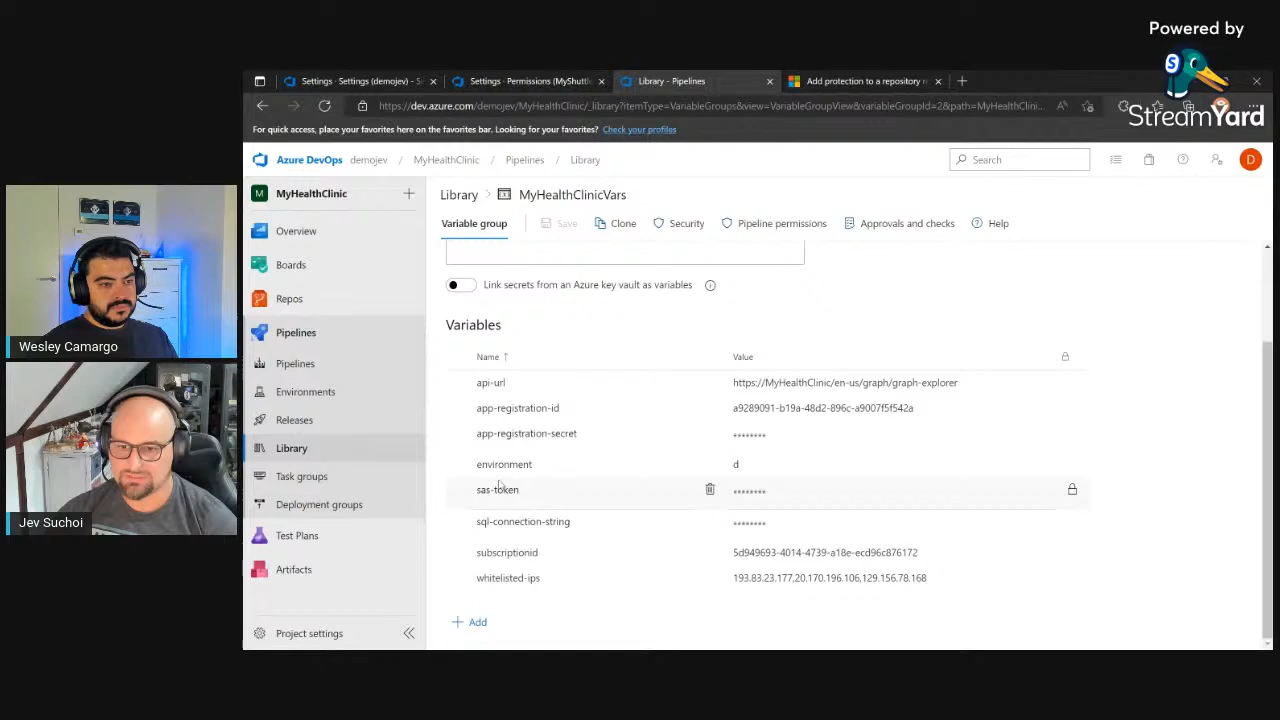 Powered by
StreamYard
Settings · Settings (demojev) - Se
Settings · Permissions (MyShuttl
Library - Pipelines
Add protection to a repository r
https://dev.azure.com/demojev/MyHealthClinic/_library?itemType=VariableGroups&view=VariableGroupView&variableGroupId=2&path=MyHealthClini...
For quick access, place your favorites here on the favorites bar. Looking for your favorites? Check your profiles
Azure DevOps demojev / MyHealthClinic / Pipelines / Library
Search
D
M MyHealthClinic
Overview
Boards
Repos
Pipelines
Pipelines
Environments
Releases
Library
Task groups
Deployment groups
Test Plans
Artifacts
Project settings
Library > MyHealthClinicVars
Variable group
Save
Clone
Security
Pipeline permissions
Approvals and checks
Help
Link secrets from an Azure key vault as variables
Variables
Name ↑ Value
api-url https://MyHealthClinic/en-us/graph/graph-explorer
app-registration-id a9289091-b19a-48d2-896c-a9007f5f542a
app-registration-secret ********
environment d
sas-token ********
sql-connection-string ********
subscriptionid 5d949693-4014-4739-a18e-ecd96c876172
whitelisted-ips 193.83.23.177,20.170.196.106,129.156.78.168
Add
Wesley Camargo
Jev Suchoi